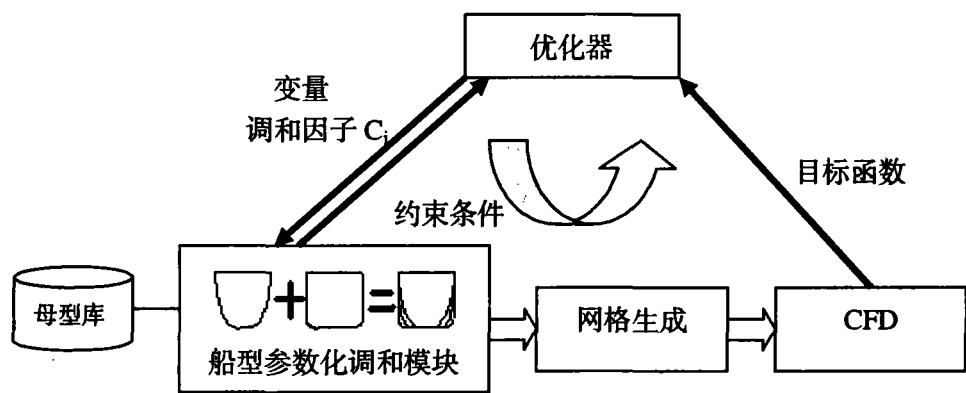 优化器
变量
调和因子 Cⱼ
目标函数
约束条件
母型库
船型参数化调和模块
网格生成
CFD